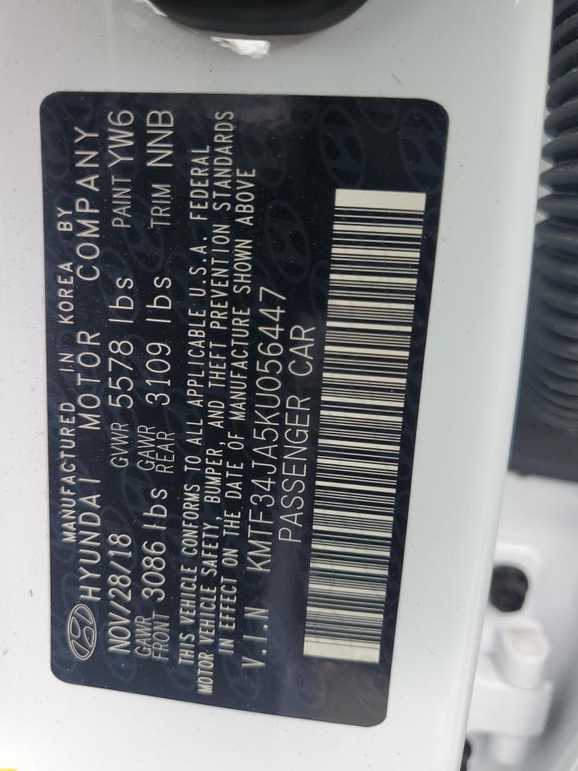 MANUFACTURED IN KOREA BY
HYUNDAI MOTOR COMPANY
NOV/28/18 GVWR 5578 lbs PAINT YW6
GAWR FRONT 3086 lbs GAWR REAR 3109 lbs TRIM NNB
THIS VEHICLE CONFORMS TO ALL APPLICABLE U.S.A. FEDERAL
MOTOR VEHICLE SAFETY, BUMPER, AND THEFT PREVENTION STANDARDS
IN EFFECT ON THE DATE OF MANUFACTURE SHOWN ABOVE
V.I.N KMTF34JA5KU056447
PASSENGER CAR